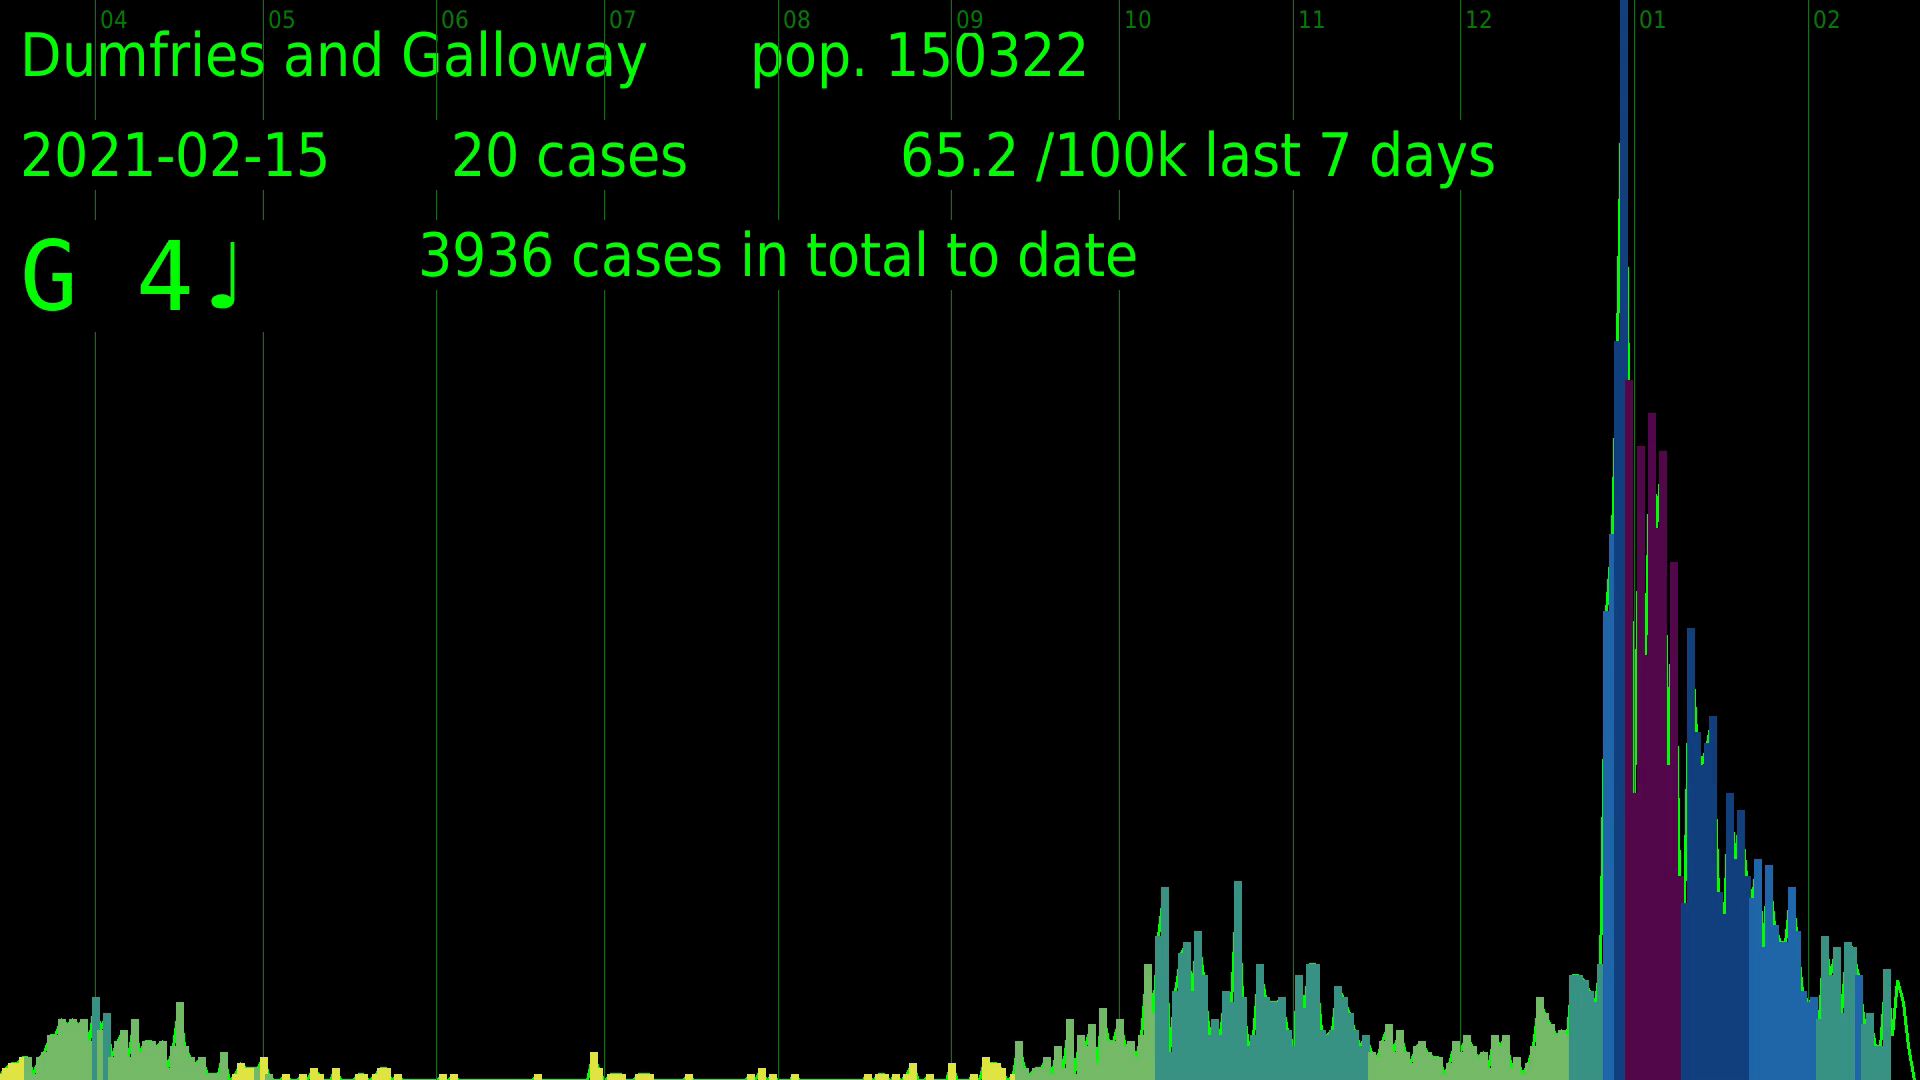 04 05 06 07 08 09 10 11 12 01 02
Dumfries and Galloway pop. 150322
2021-02-15 20 cases 65.2 /100k last 7 days
G 4♩ 3936 cases in total to date